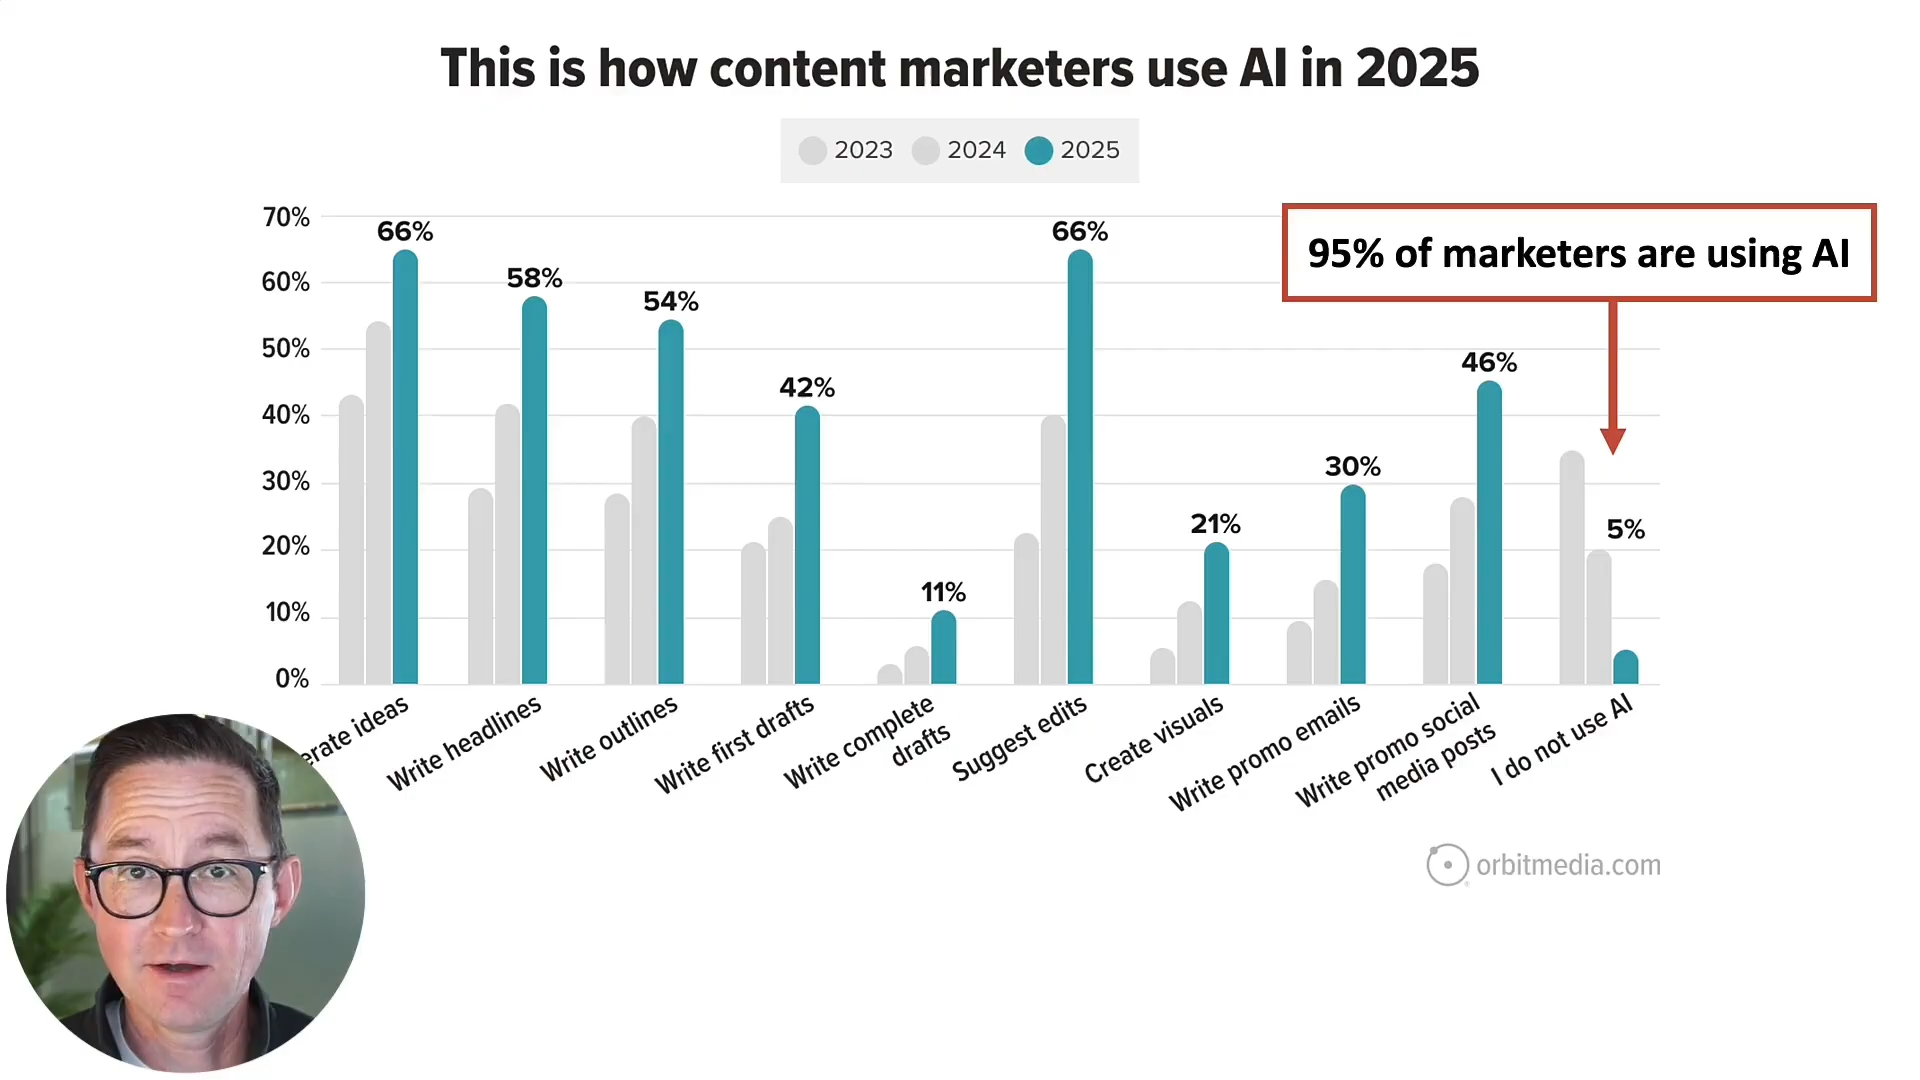 This is how content marketers use AI in 2025
2023 2024 2025
95% of marketers are using AI
70%
60%
50%
40%
30%
20%
10%
0%
66%
58%
54%
42%
11%
66%
21%
30%
46%
5%
erate ideas
Write headlines
Write outlines
Write first drafts
Write complete
drafts
Suggest edits
Create visuals
Write promo emails
Write promo social
media posts
I do not use AI
orbitmedia.com